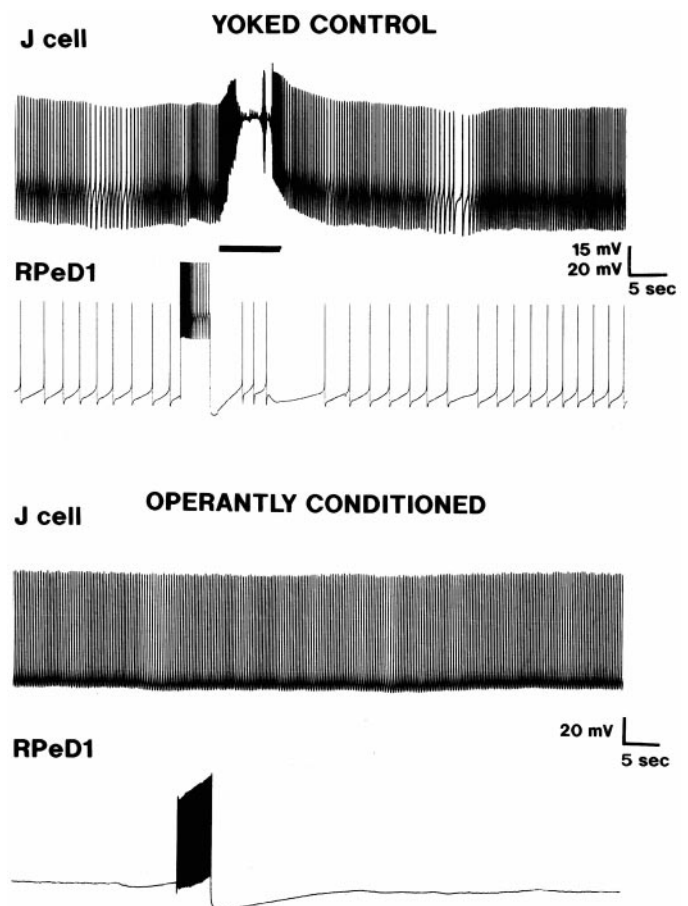 YOKED CONTROL
J cell
15 mV
20 mV
5 sec
RPeD1
OPERANTLY CONDITIONED
J cell
20 mV
5 sec
RPeD1